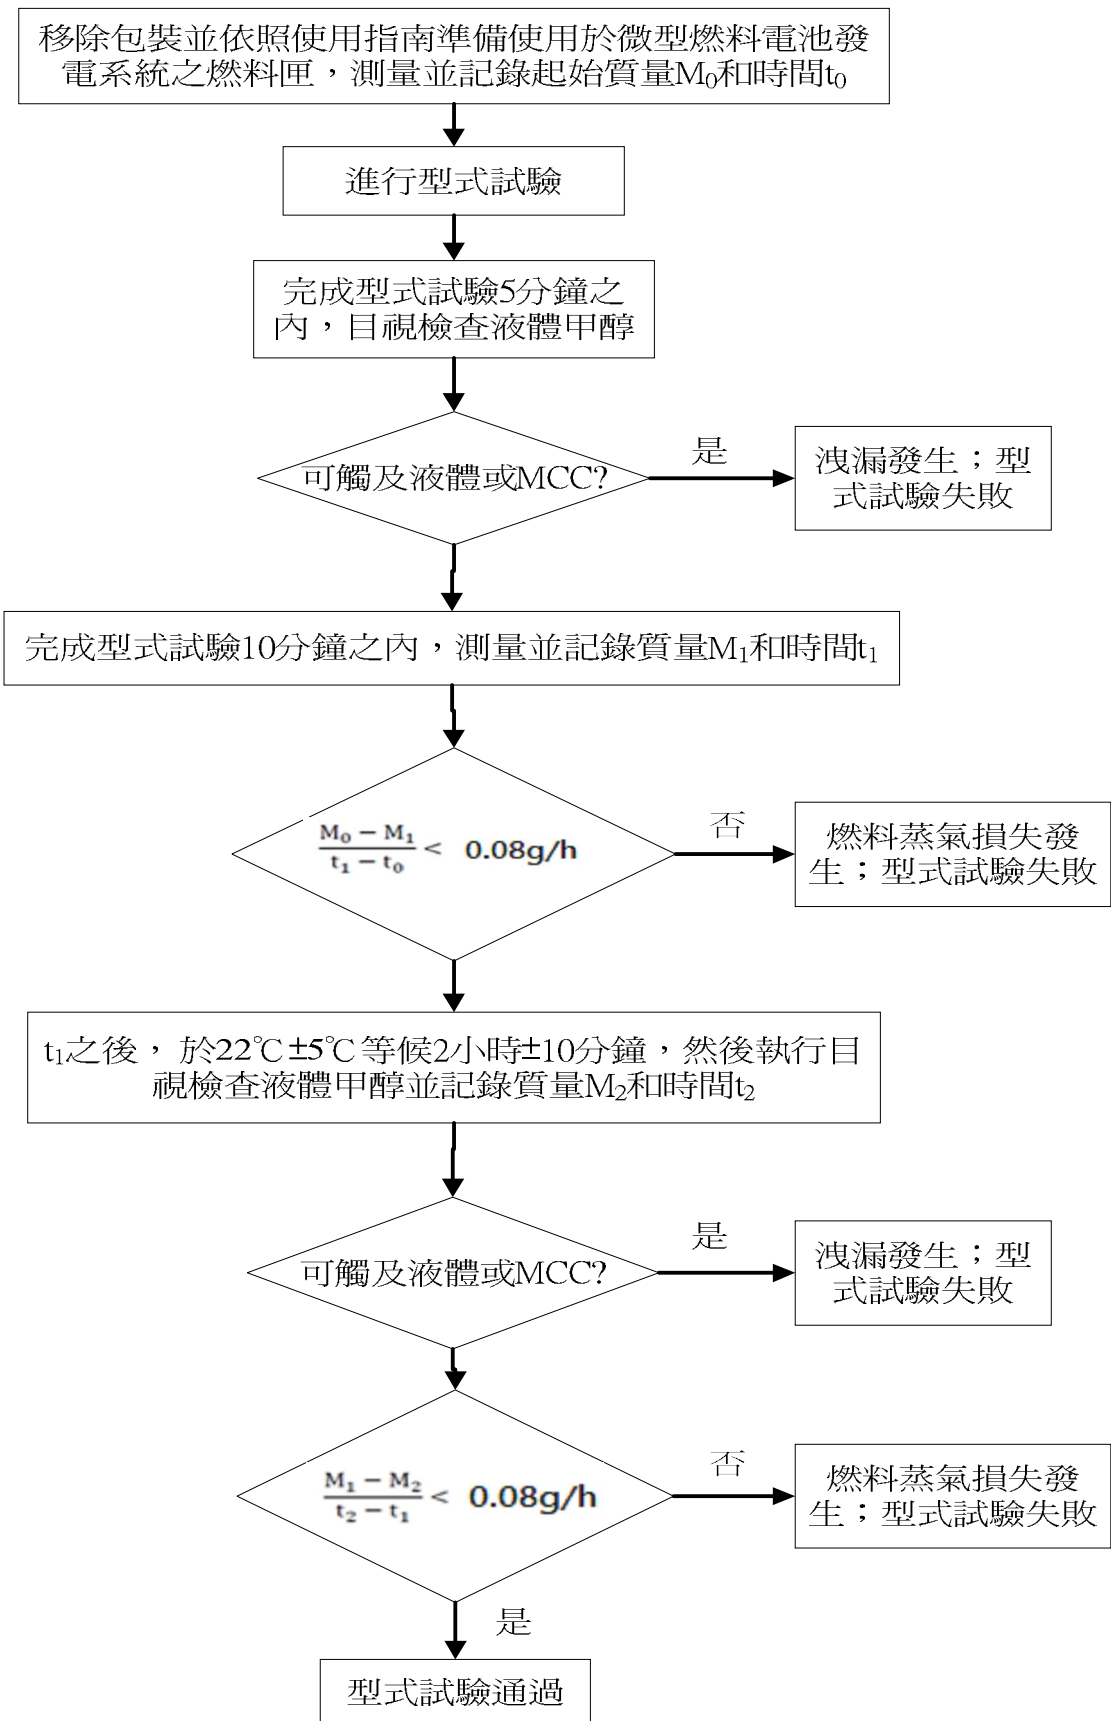 移除包裝並依照使用指南準備使用於微型燃料電池發
電系統之燃料匣，測量並記錄起始質量M₀和時間t₀
進行型式試驗
完成型式試驗5分鐘之
內，目視檢查液體甲醇
可觸及液體或MCC?
是
洩漏發生；型
式試驗失敗
完成型式試驗10分鐘之內，測量並記錄質量M₁和時間t₁
M₀ − M₁
t₁ − t₀
< 0.08g/h
否
燃料蒸氣損失發
生；型式試驗失敗
t₁之後， 於22℃±5℃等候2小時±10分鐘，然後執行目
視檢查液體甲醇並記錄質量M₂和時間t₂
可觸及液體或MCC?
是
洩漏發生；型
式試驗失敗
M₁ − M₂
t₂ − t₁
< 0.08g/h
否
燃料蒸氣損失發
生；型式試驗失敗
是
型式試驗通過